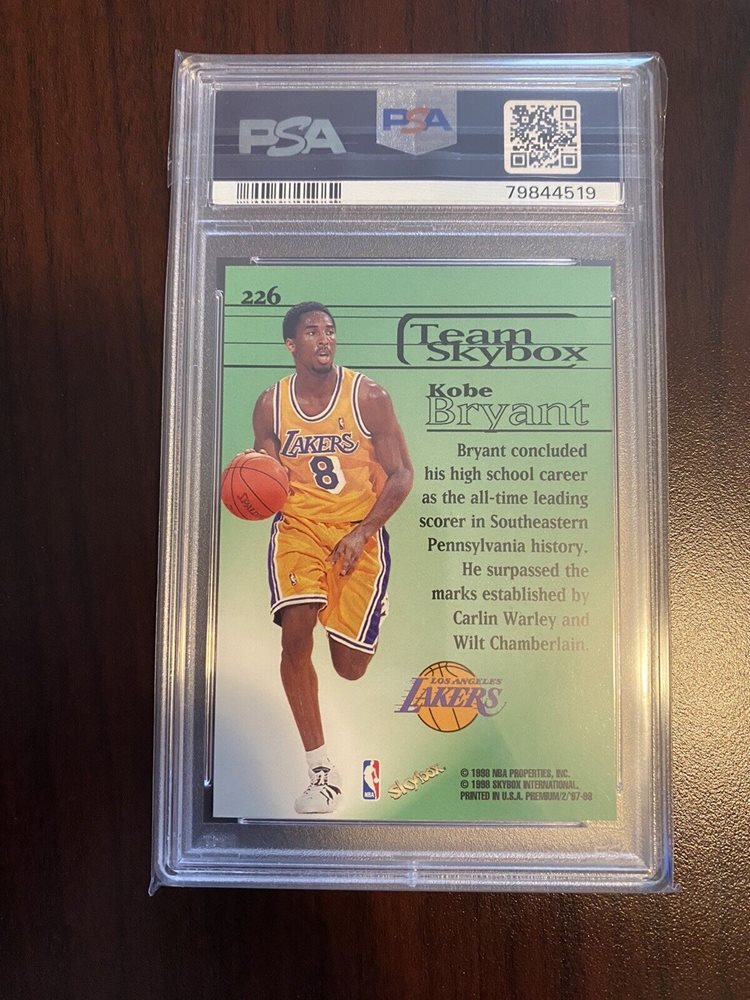 PSA PSA
79844519
226
Team
Skybox
Kobe
Bryant
LAKERS
8
SPALDING
Bryant concluded
his high school career
as the all-time leading
scorer in Southeastern
Pennsylvania history.
He surpassed the
marks established by
Carlin Warley and
Wilt Chamberlain.
LOS ANGELES
LAKERS
skybox
© 1998 NBA PROPERTIES, INC.
© 1998 SKYBOX INTERNATIONAL.
PRINTED IN U.S.A. PREMIUM/2/'97-98